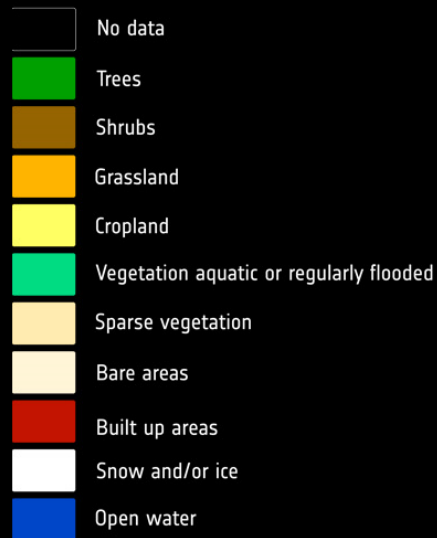 No data
Trees
Shrubs
Grassland
Cropland
Vegetation aquatic or regularly flooded
Sparse vegetation
Bare areas
Built up areas
Snow and/or ice
Open water